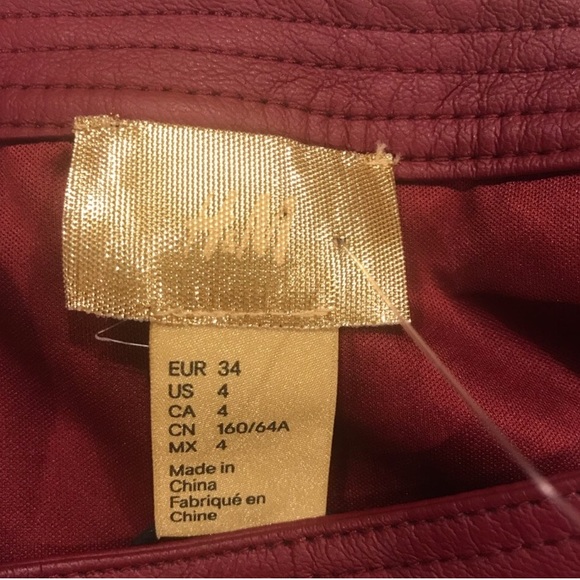 H&M
EUR 34
US 4
CA 4
CN 160/64A
MX 4
Made in
China
Fabriqué en
Chine